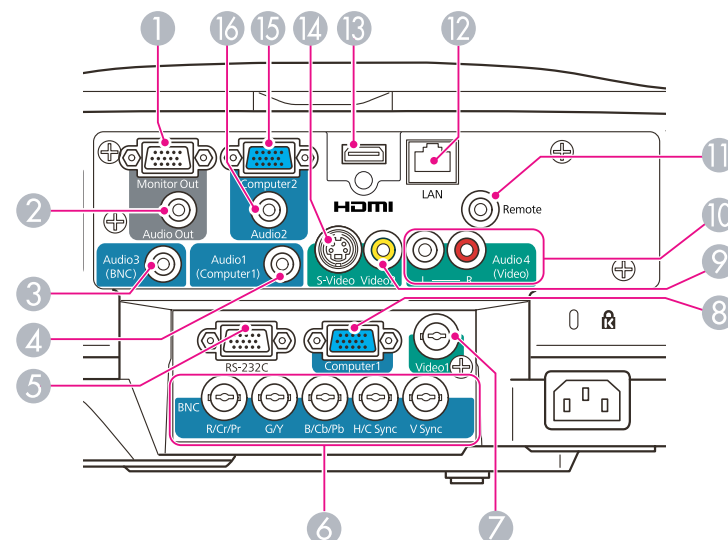 1 16 15 14 13 12
11
2
10
3
9
4
8
5
6 7
Monitor Out
Computer2
HDMI
LAN
Remote
Audio Out
Audio2
Audio3
(BNC)
Audio1
(Computer1)
S-Video Video2
L R
Audio4
(Video)
RS-232C
Computer1
Video1
BNC
R/Cr/Pr G/Y B/Cb/Pb H/C Sync V Sync
K